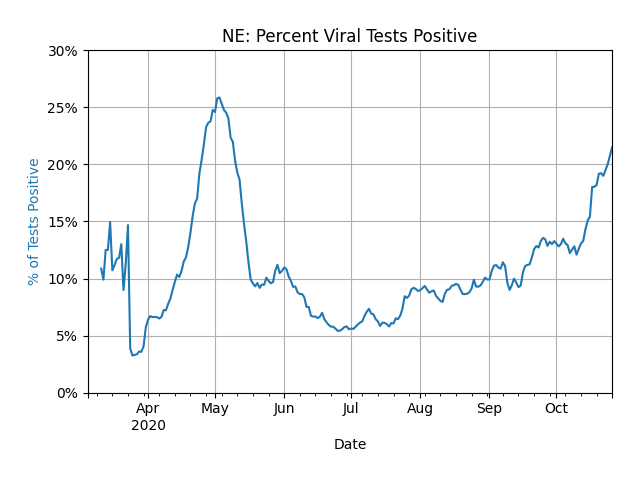 NE: Percent Viral Tests Positive
30%
25%
20%
15%
10%
5%
0%
% of Tests Positive
Apr May Jun Jul Aug Sep Oct
2020
Date